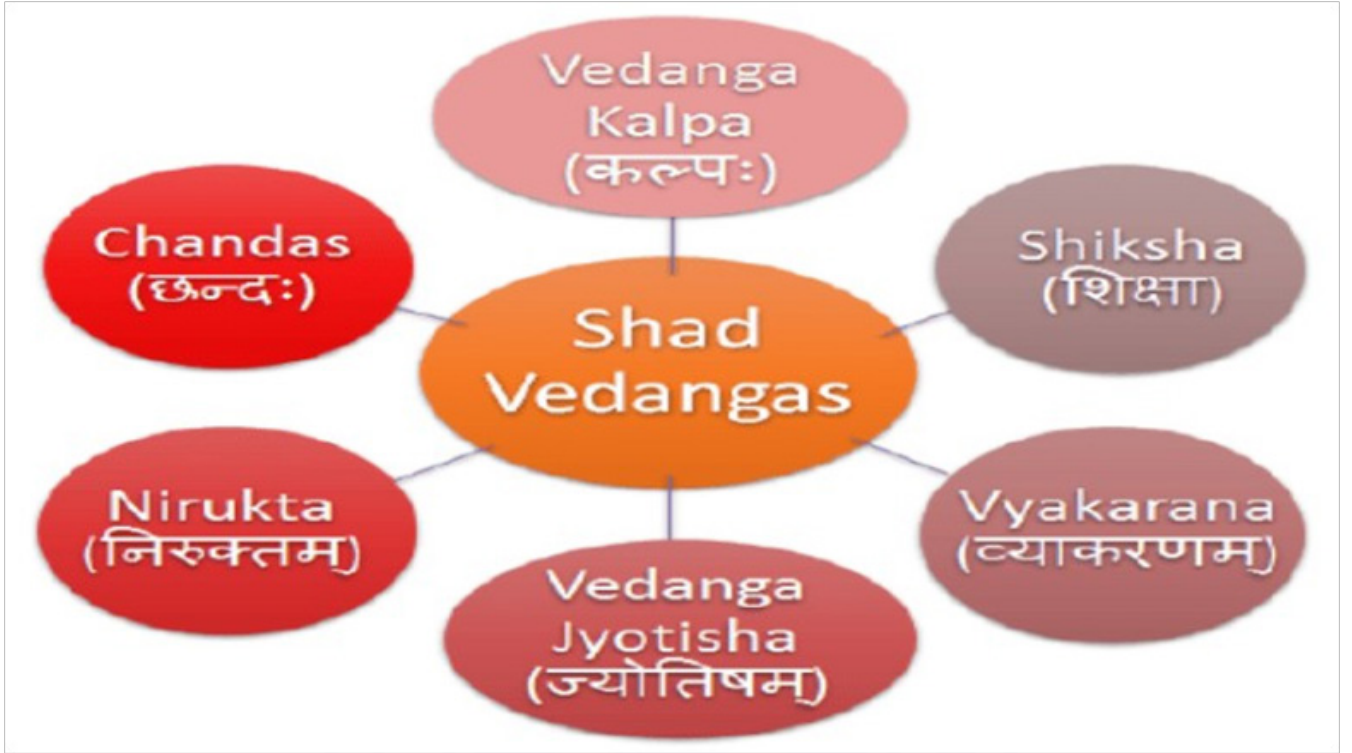 Vedanga
Kalpa
(कल्पः)
Chandas
(छन्दः)
Shiksha
(शिक्षा)
Shad
Vedangas
Nirukta
(निरुक्तम्)
Vyakarana
(व्याकरणम्)
Vedanga
Jyotisha
(ज्योतिषम्)